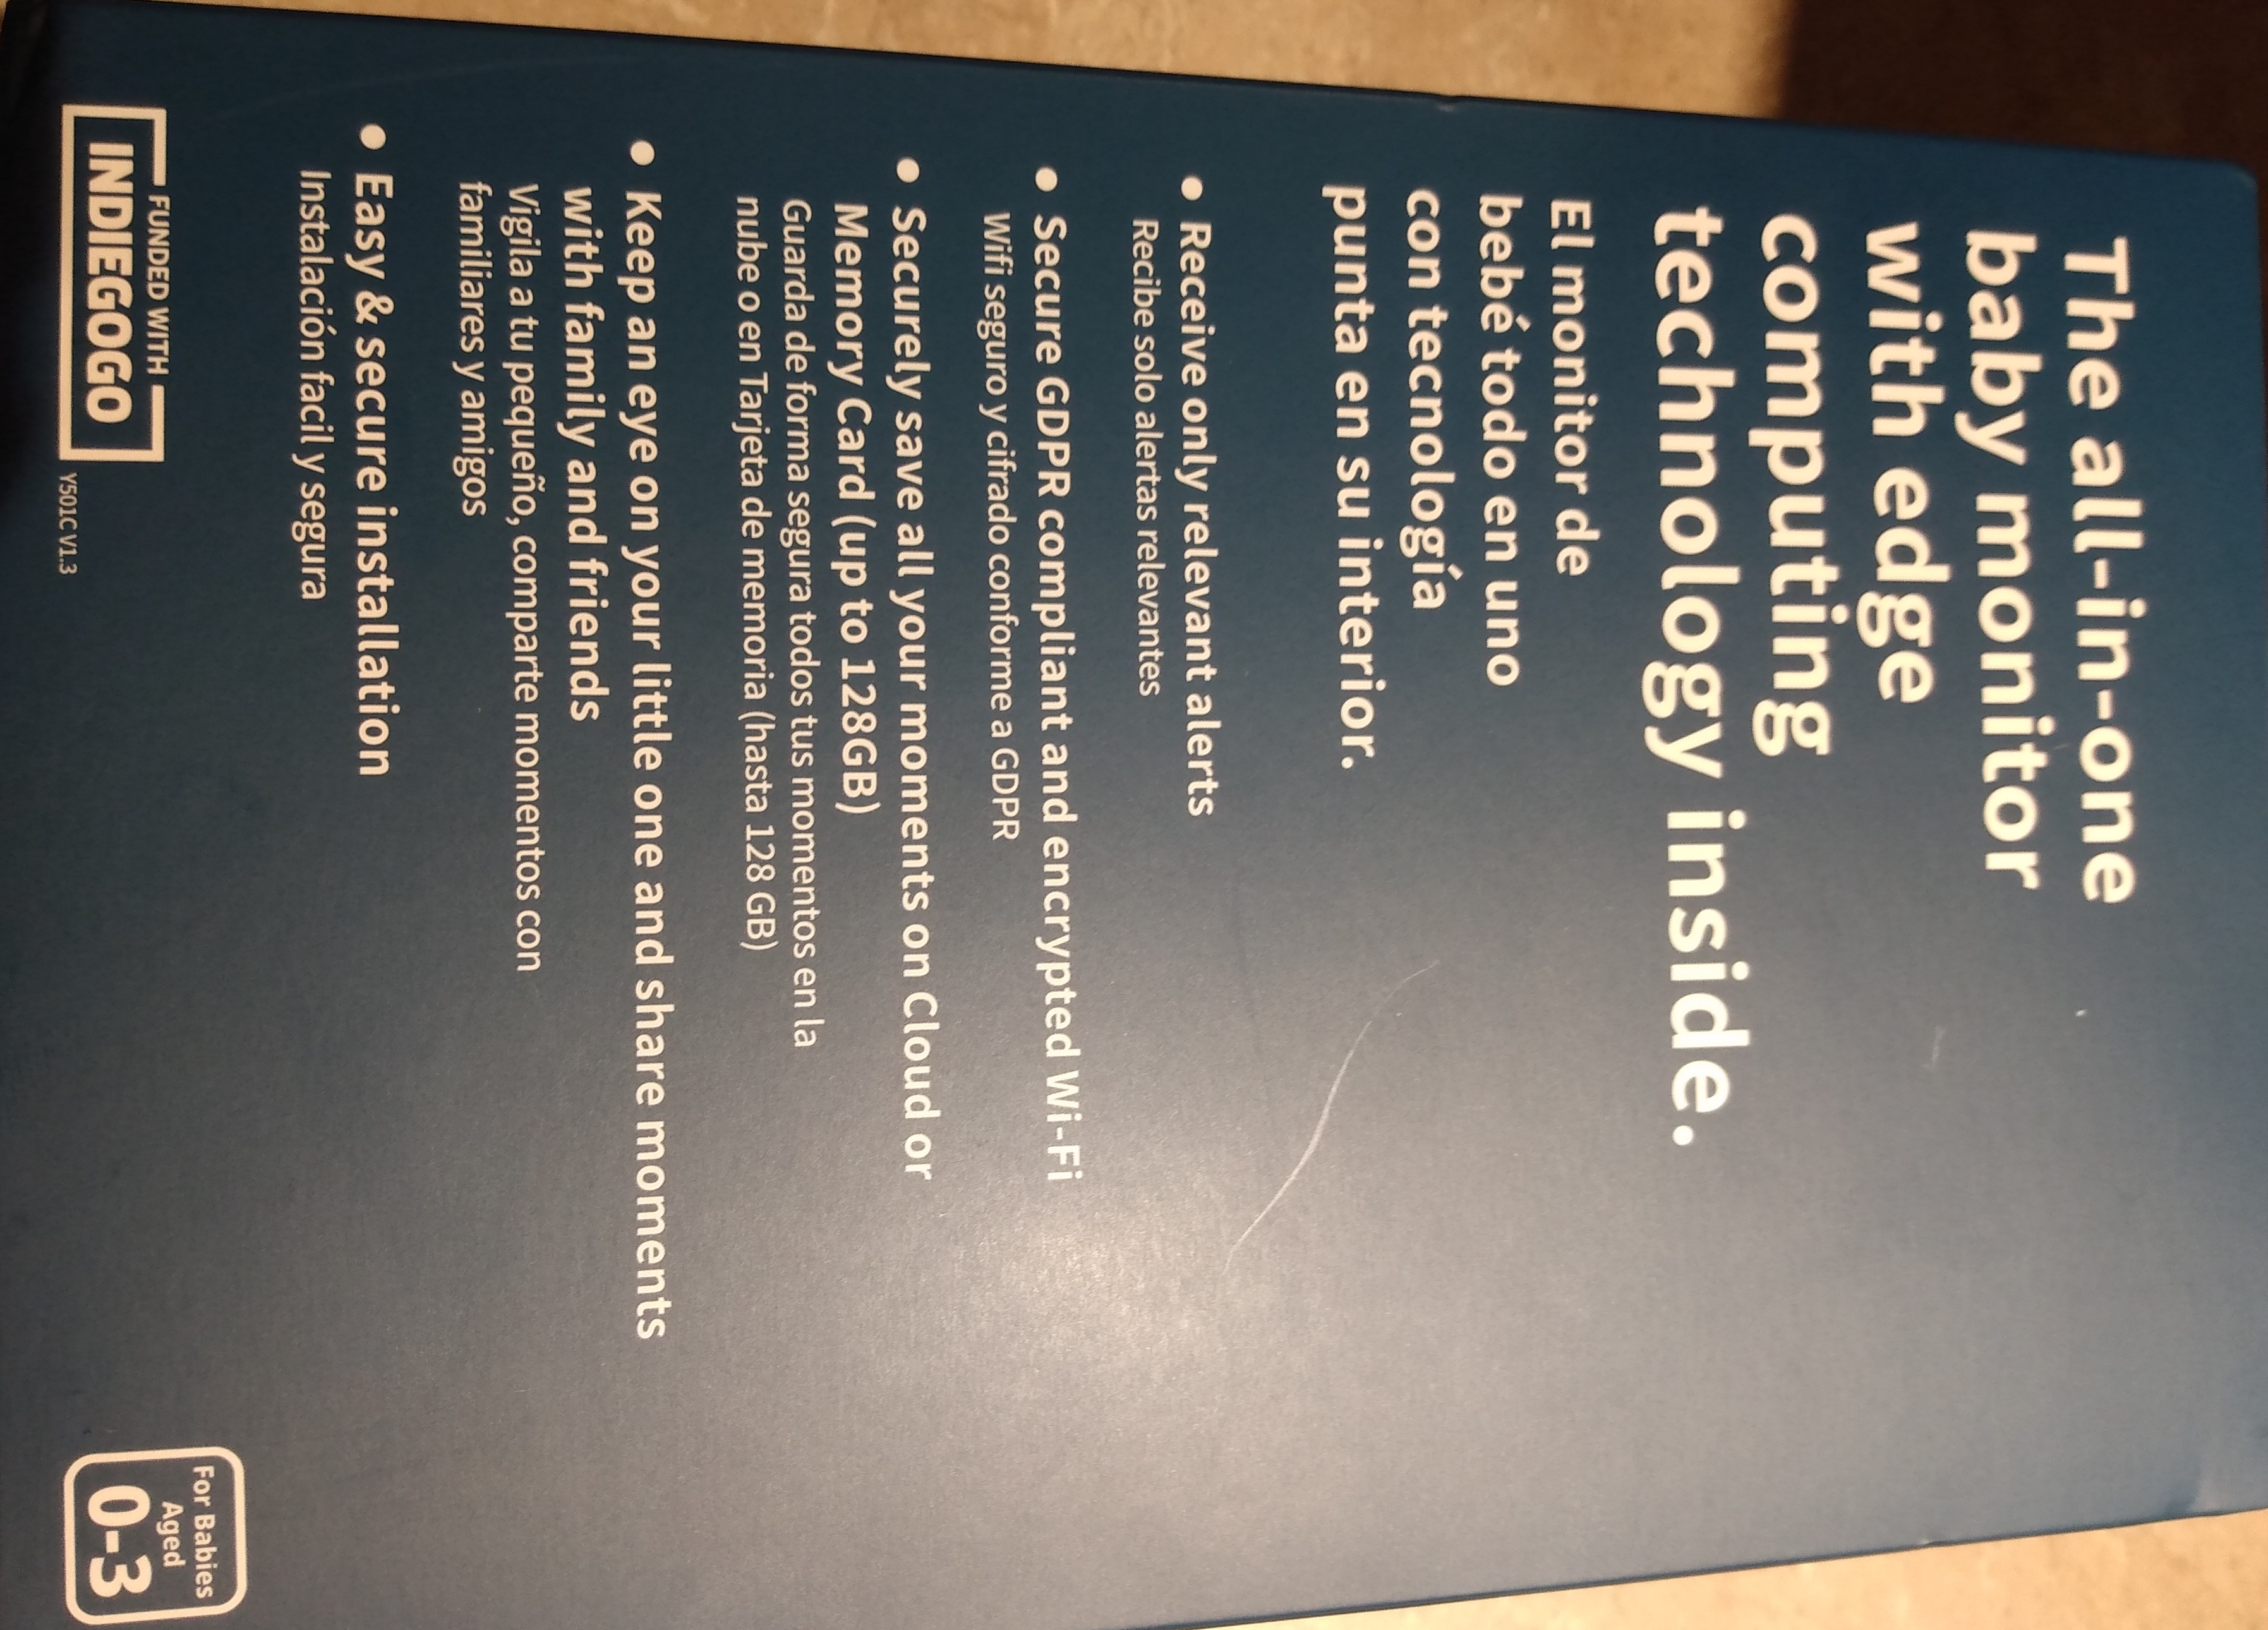 The all-in-one
baby monitor
with edge
computing
technology inside.
El monitor de
bebé todo en uno
con tecnología
punta en su interior.
• Receive only relevant alerts
Recibe solo alertas relevantes
• Secure GDPR compliant and encrypted Wi-Fi
Wifi seguro y cifrado conforme a GDPR
• Securely save all your moments on Cloud or
Memory Card (up to 128GB)
Guarda de forma segura todos tus momentos en la
nube o en Tarjeta de memoria (hasta 128 GB)
• Keep an eye on your little one and share moments
with family and friends
Vigila a tu pequeño, comparte momentos con
familiares y amigos
• Easy & secure installation
Instalación facil y segura
FUNDED WITH
INDIEGOGO
Y501C V1.3
For Babies
Aged
0-3